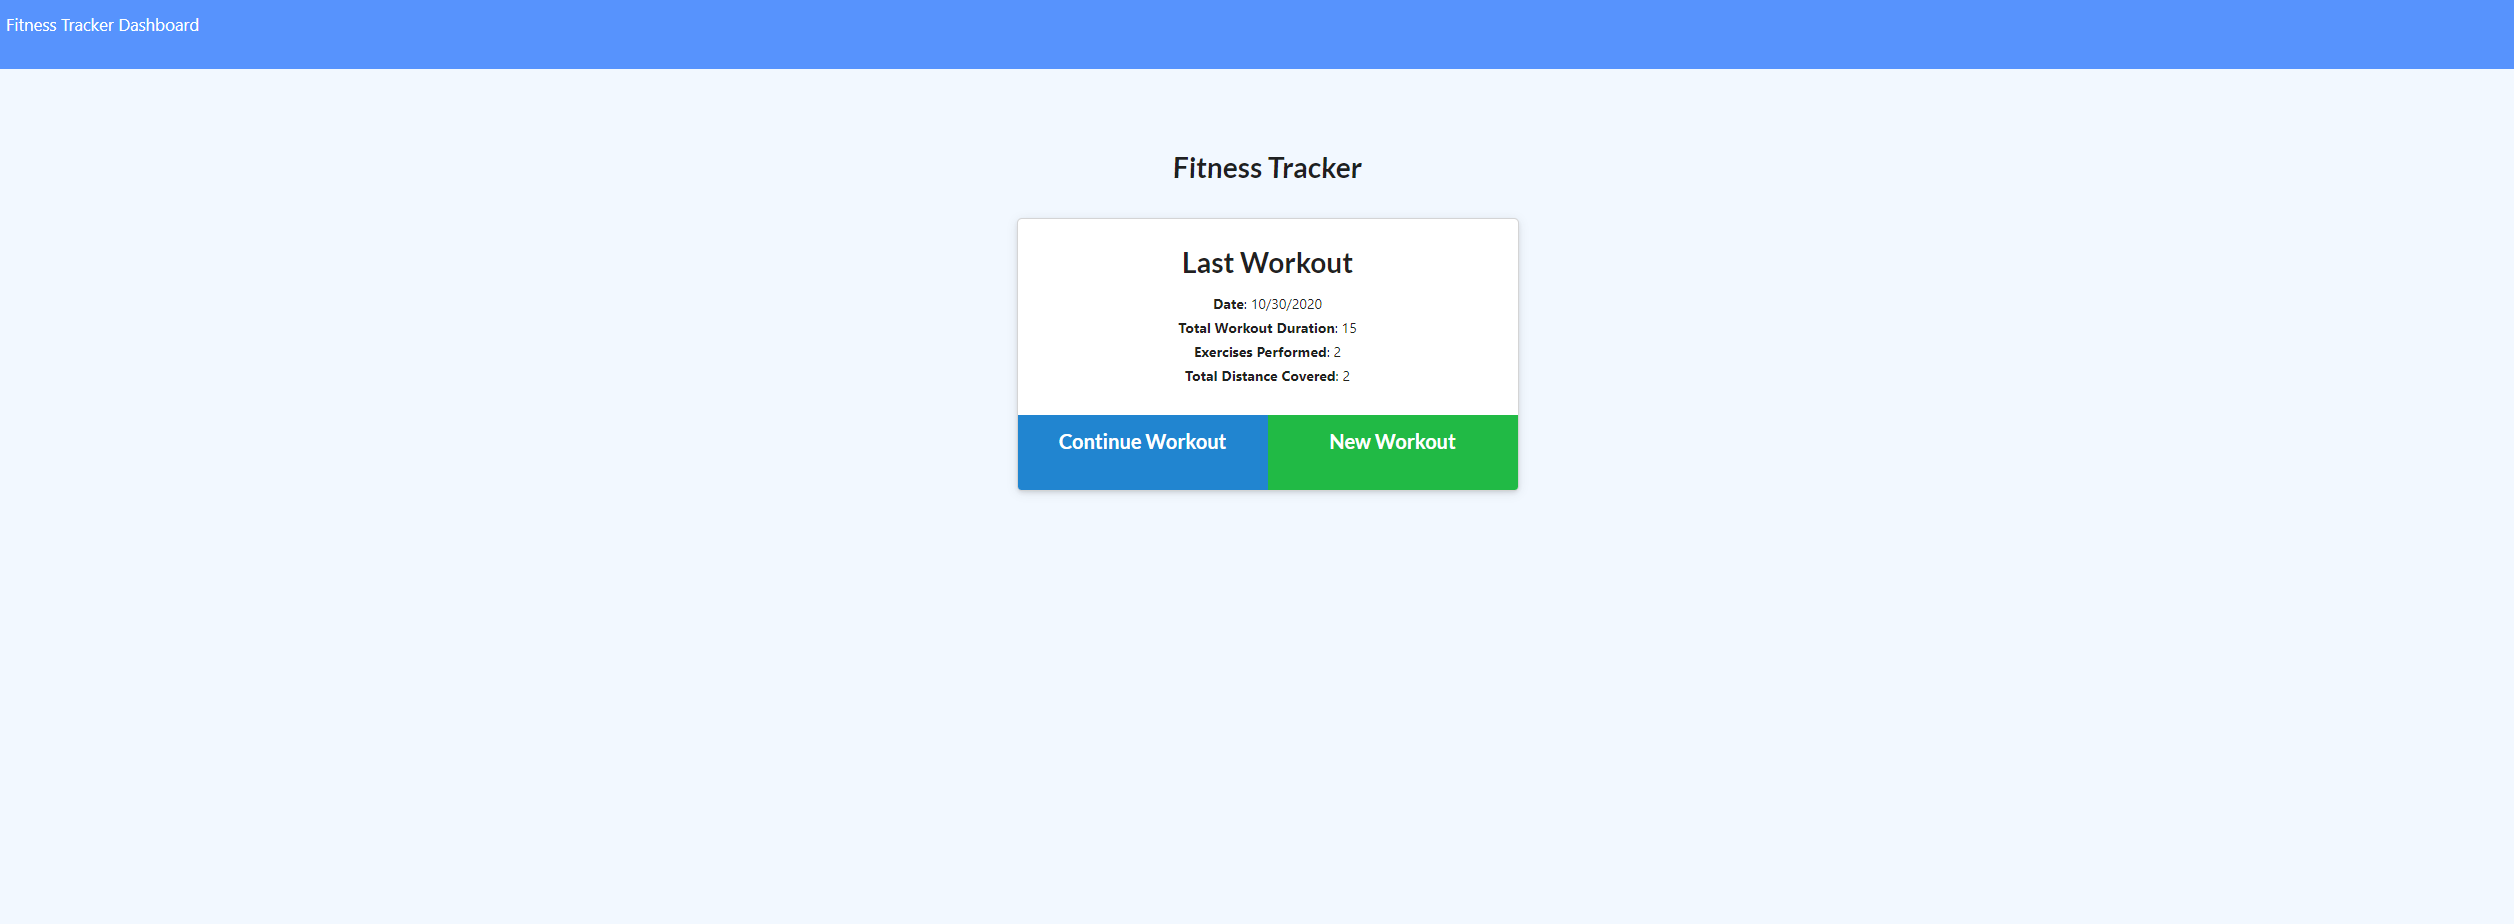 Fitness Tracker Dashboard
Fitness Tracker
Last Workout
Date: 10/30/2020
Total Workout Duration: 15
Exercises Performed: 2
Total Distance Covered: 2
Continue Workout New Workout